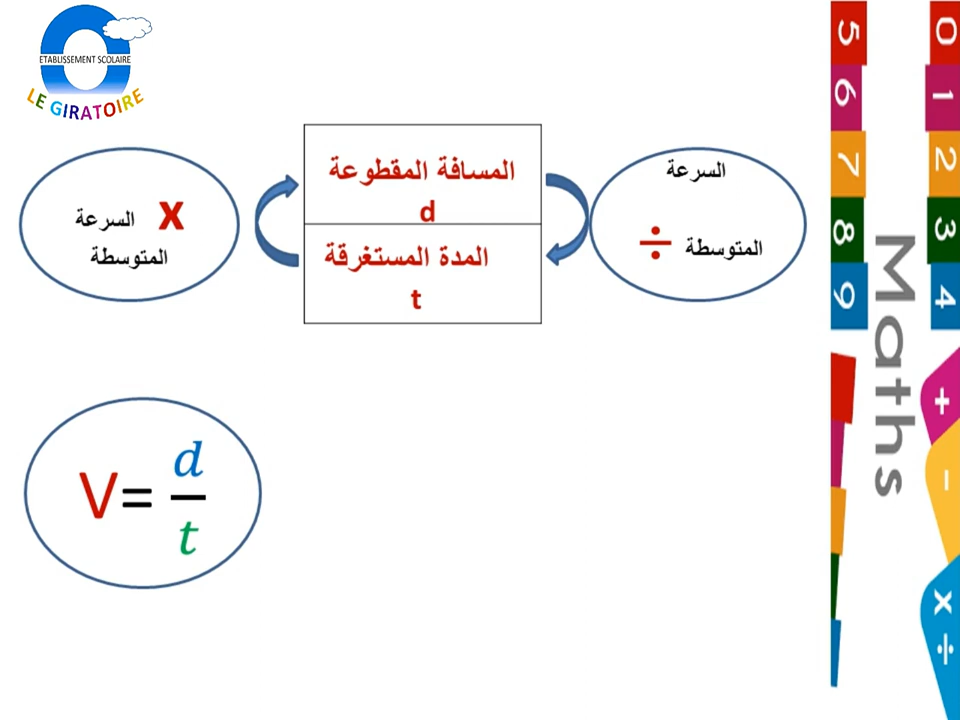 ETABLISSEMENT SCOLAIRE
LE GIRATOIRE
المسافة المقطوعة
d
المدة المستغرقة
t
السرعة
÷ المتوسطة
x السرعة
المتوسطة
V= d/t
5
6
7
8
9
0
1
2
3
4
Maths
+
-
x
÷